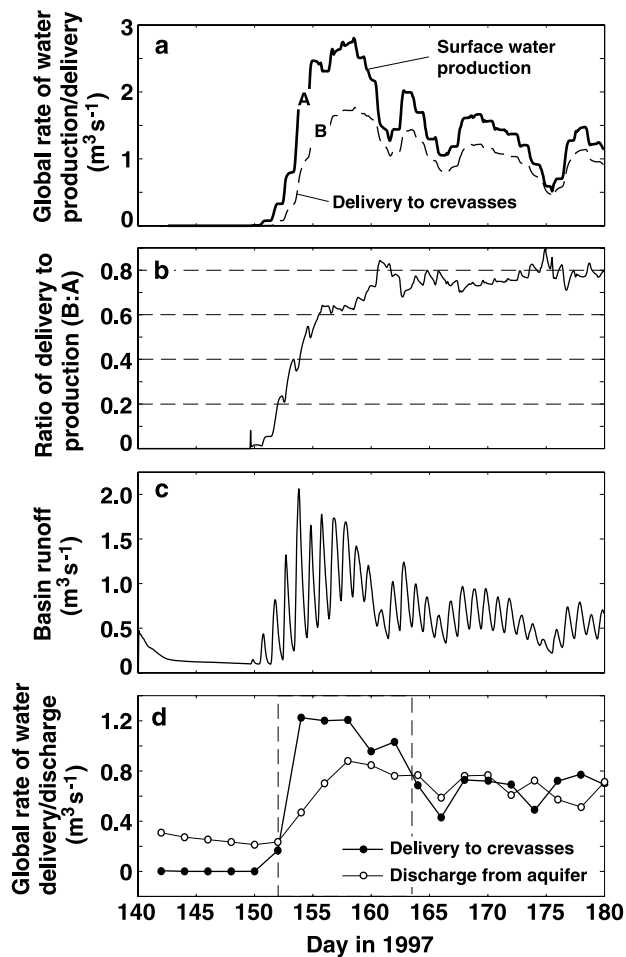 a
Global rate of water
production/delivery
(m³ s⁻¹)
3
2
1
0
A
B
Surface water
production
Delivery to crevasses
b
Ratio of delivery to
production (B:A)
0.8
0.6
0.4
0.2
0
c
Basin runoff
(m³ s⁻¹)
2.0
1.5
1.0
0.5
0
d
Global rate of water
delivery/discharge
(m³ s⁻¹)
1.2
0.8
0.4
0
Delivery to crevasses
Discharge from aquifer
140 145 150 155 160 165 170 175 180
Day in 1997